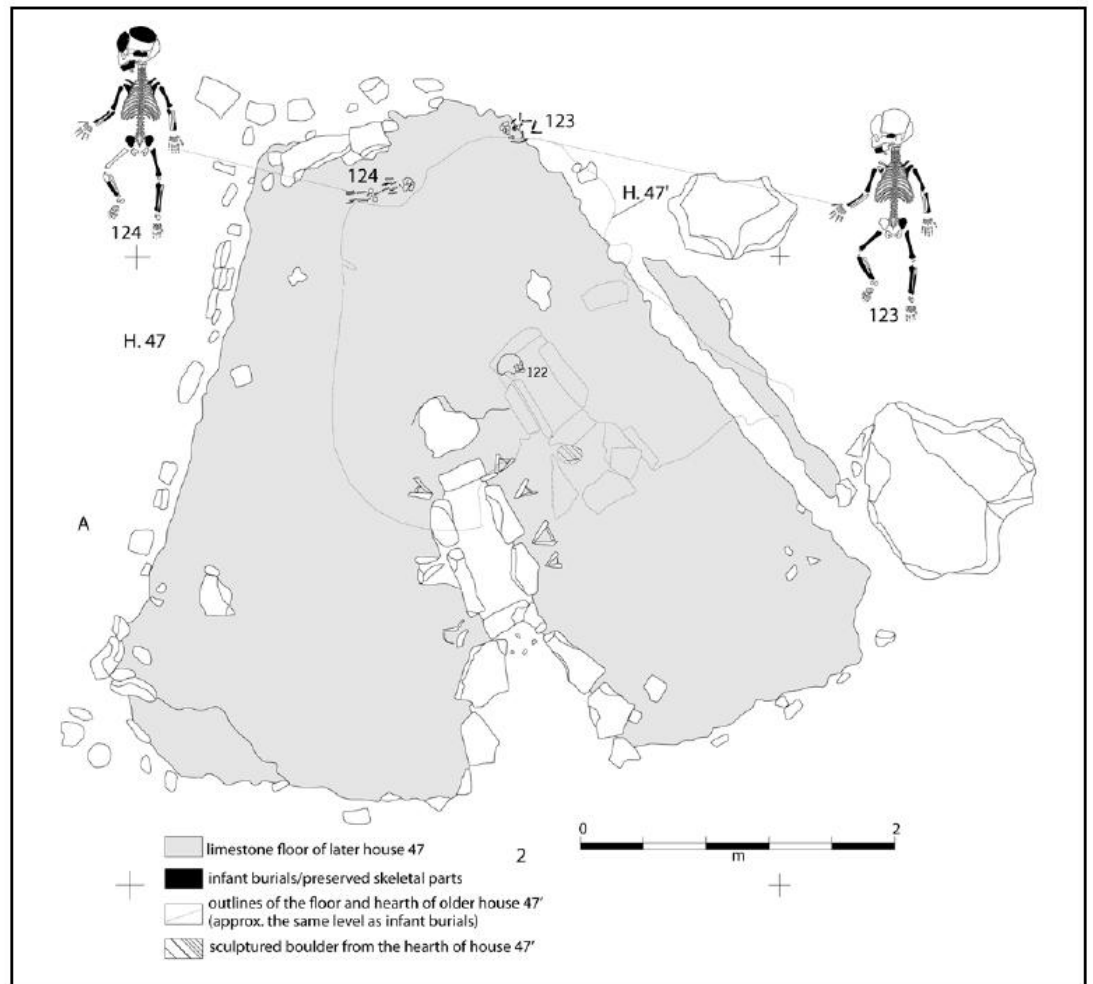 123
124
H. 47'
124
123
H. 47
122
A
0 2
m
2
limestone floor of later house 47
infant burials/preserved skeletal parts
outlines of the floor and hearth of older house 47'
(approx. the same level as infant burials)
sculptured boulder from the hearth of house 47'